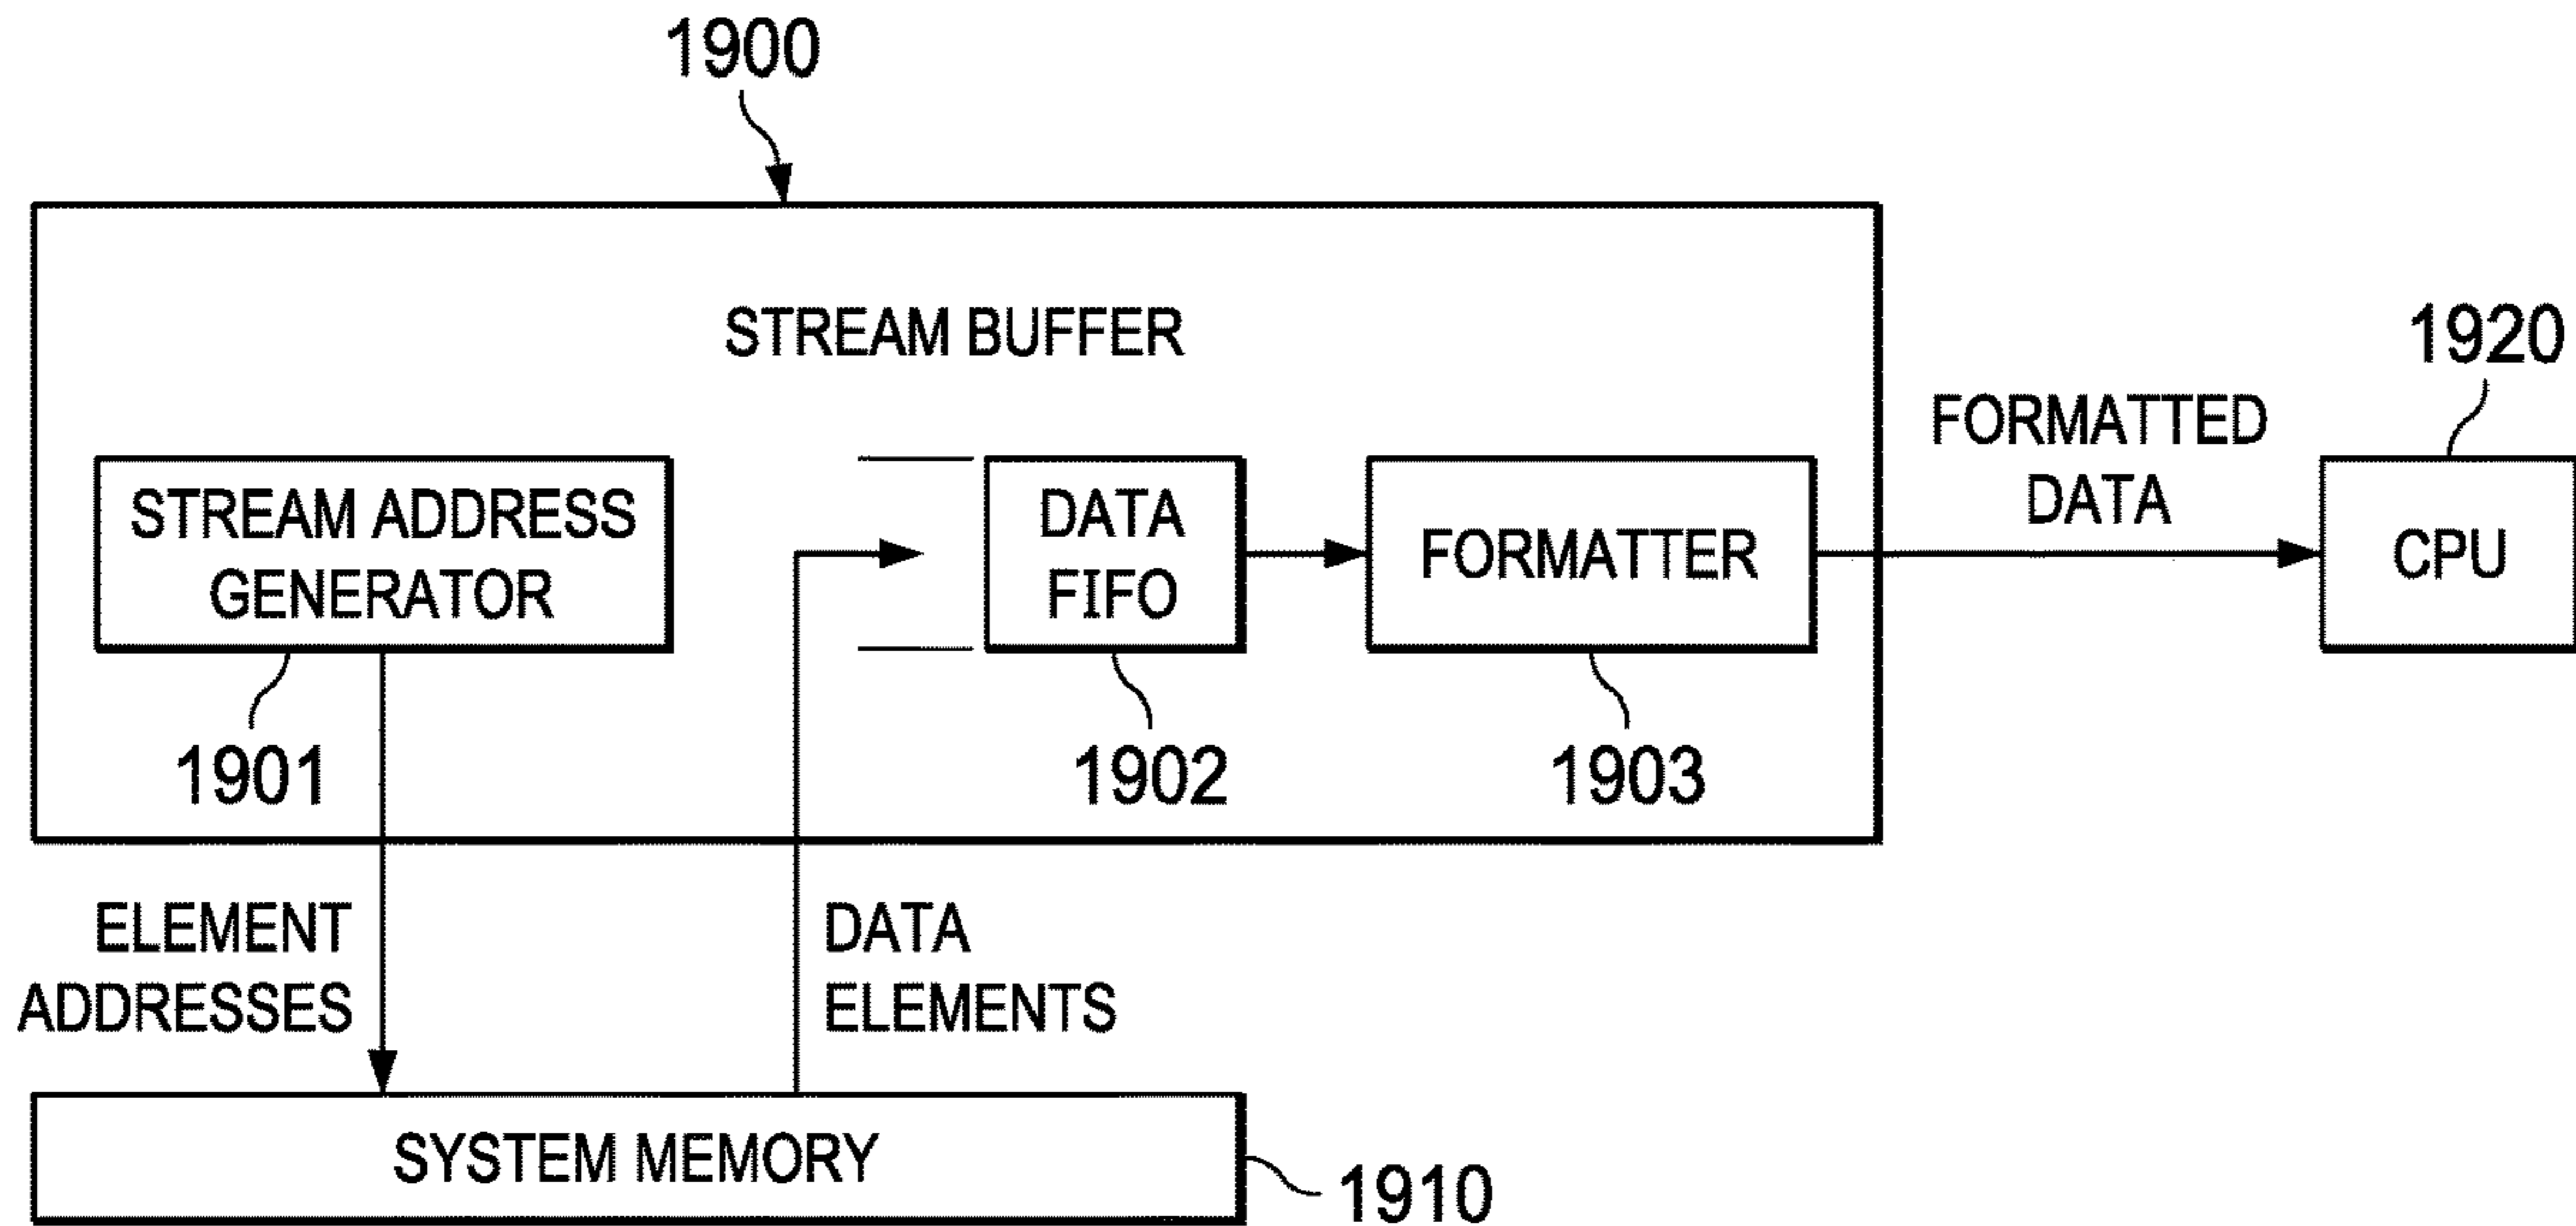 1900
STREAM BUFFER
1920
FORMATTED
DATA
STREAM ADDRESS
GENERATOR
DATA
FIFO
FORMATTER
CPU
1901
1902
1903
ELEMENT
ADDRESSES
DATA
ELEMENTS
SYSTEM MEMORY
1910